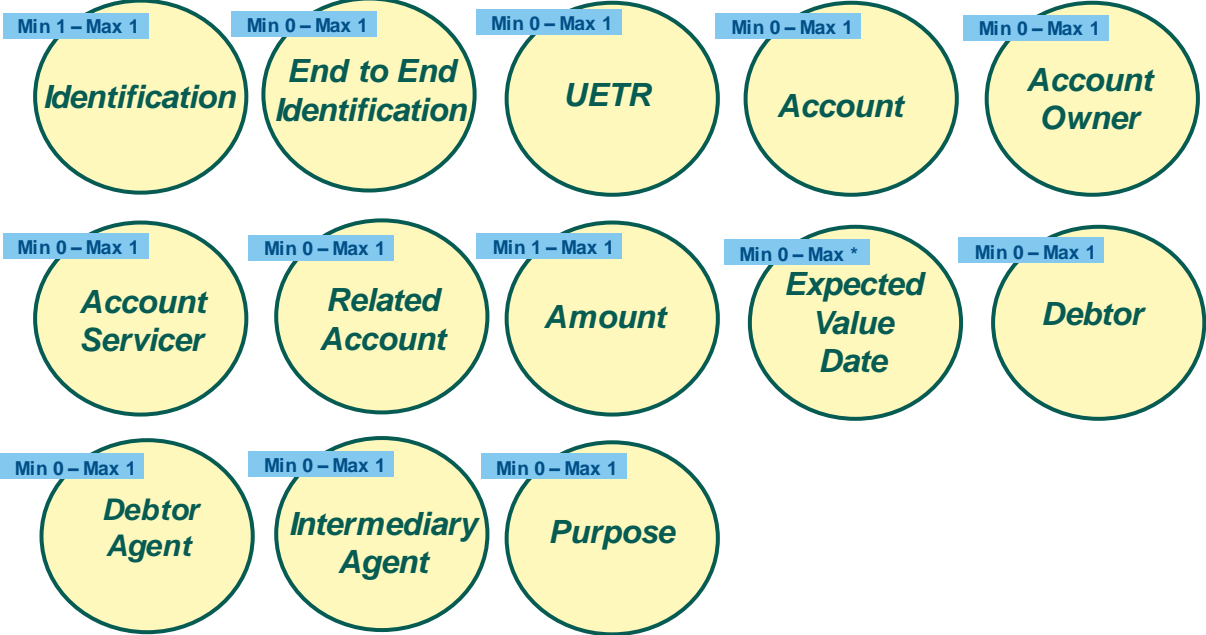 Min 1 – Max 1
Identification
Min 0 – Max 1
End to End
Identification
Min 0 – Max 1
UETR
Min 0 – Max 1
Account
Min 0 – Max 1
Account
Owner
Min 0 – Max 1
Account
Servicer
Min 0 – Max 1
Related
Account
Min 1 – Max 1
Amount
Min 0 – Max *
Expected
Value
Date
Min 0 – Max 1
Debtor
Min 0 – Max 1
Debtor
Agent
Min 0 – Max 1
Intermediary
Agent
Min 0 – Max 1
Purpose